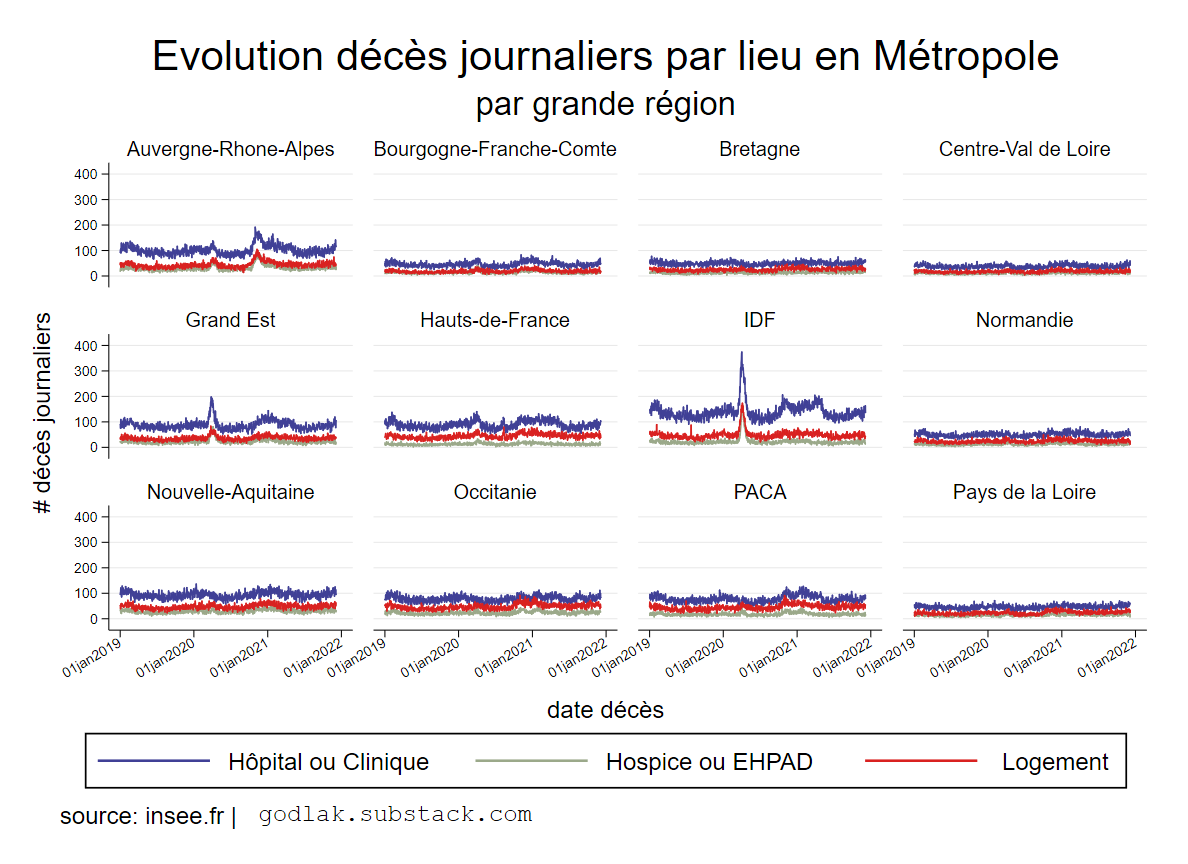 Evolution décès journaliers par lieu en Métropole
par grande région
Auvergne-Rhone-Alpes
Bourgogne-Franche-Comte
Bretagne
Centre-Val de Loire
400
300
200
100
0
Grand Est
Hauts-de-France
IDF
Normandie
400
300
200
100
0
Nouvelle-Aquitaine
Occitanie
PACA
Pays de la Loire
400
300
200
100
0
# décès journaliers
01jan2019
01jan2020
01jan2021
01jan2022
01jan2019
01jan2020
01jan2021
01jan2022
01jan2019
01jan2020
01jan2021
01jan2022
01jan2019
01jan2020
01jan2021
01jan2022
date décès
Hôpital ou Clinique
Hospice ou EHPAD
Logement
source: insee.fr | godlak.substack.com